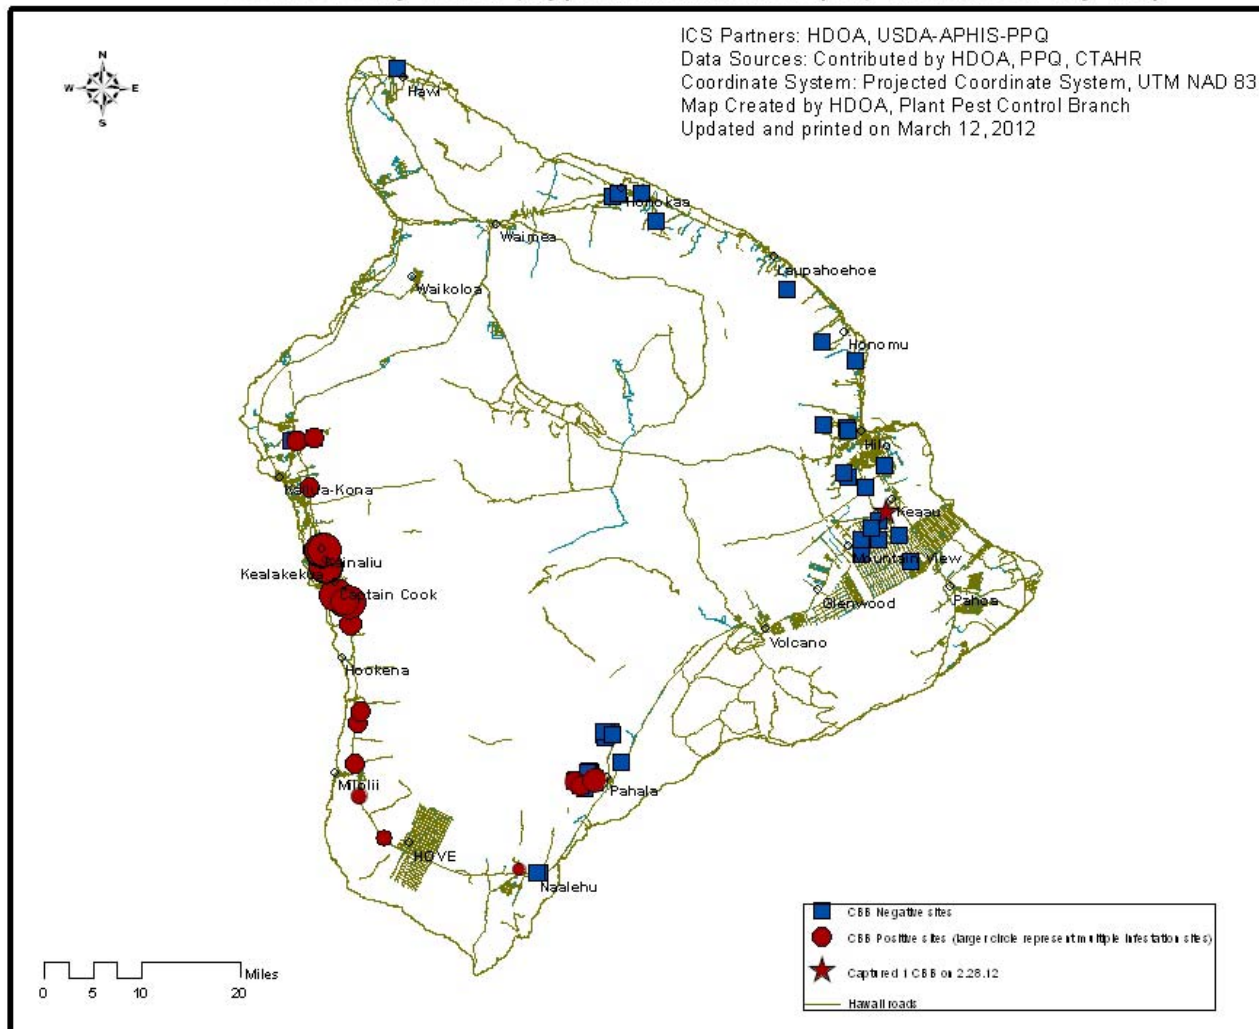 ICS Partners: HDOA, USDA-APHIS-PPQ
Data Sources: Contributed by HDOA, PPQ, CTAHR
Coordinate System: Projected Coordinate System, UTM NAD 83
Map Created by HDOA, Plant Pest Control Branch
Updated and printed on March 12, 2012
N
W E
S
Hawi
Honokaa
Waimea
Laupahoehoe
Waikoloa
Honomu
Hilo
Kailua-Kona
Keaau
Kainaliu
Mountain View
Kealakekua
Captain Cook
Glenwood
Pahoa
Volcano
Hookena
Milolii
Pahala
HOVE
Naalehu
CBB Negative sites
CBB Positive sites (larger circle represent multiple infestation sites)
Captured 1 CBB on 2.28.12
Hawaii roads
Miles
0 5 10 20